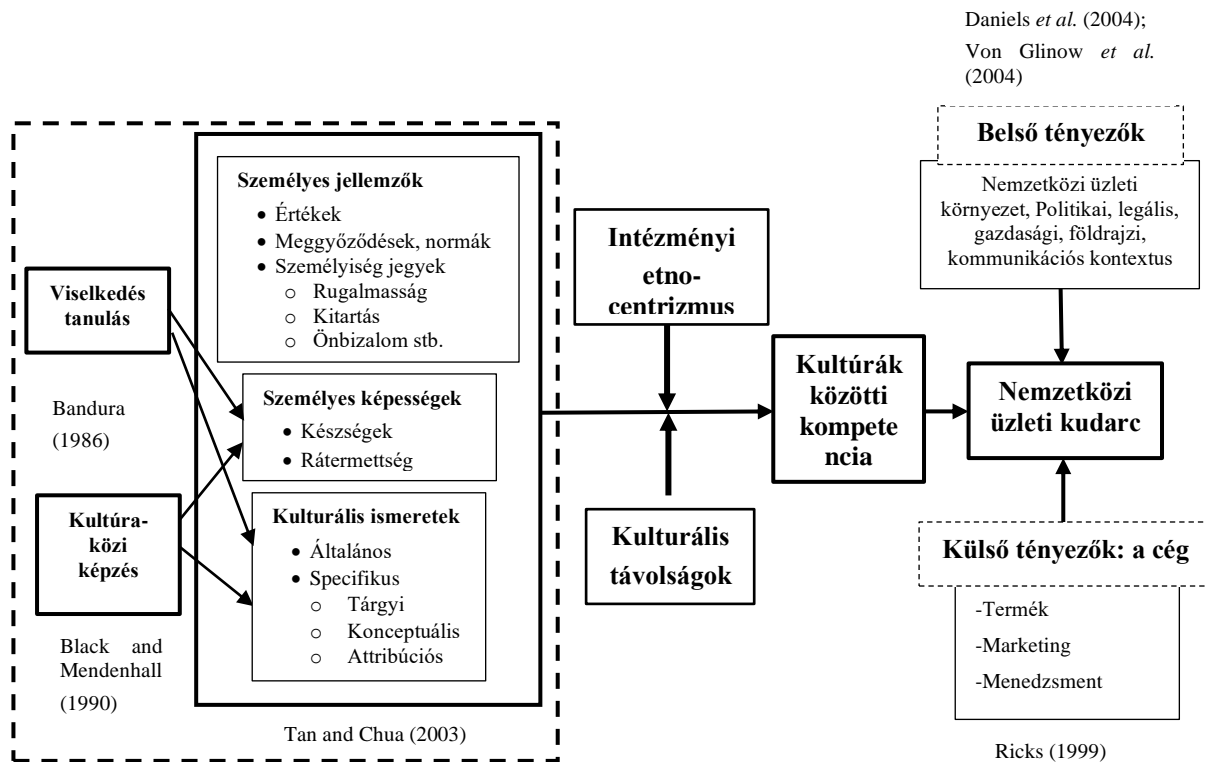 Daniels et al. (2004);
Von Glinow et al.
(2004)
Belső tényezők
Nemzetközi üzleti
környezet, Politikai, legális,
gazdasági, földrajzi,
kommunikációs kontextus
Személyes jellemzők
• Értékek
• Meggyőződések, normák
• Személyiség jegyek
o Rugalmasság
o Kitartás
o Önbizalom stb.
Viselkedés
tanulás
Bandura
(1986)
Személyes képességek
• Készségek
• Rátermettség
Kultúra-
közi
képzés
Black and
Mendenhall
(1990)
Kulturális ismeretek
• Általános
• Specifikus
o Tárgyi
o Konceptuális
o Attribúciós
Tan and Chua (2003)
Intézményi
etno-
centrizmus
Kulturális
távolságok
Kultúrák
közötti
kompete
ncia
Nemzetközi
üzleti kudarc
Külső tényezők: a cég
-Termék
-Marketing
-Menedzsment
Ricks (1999)